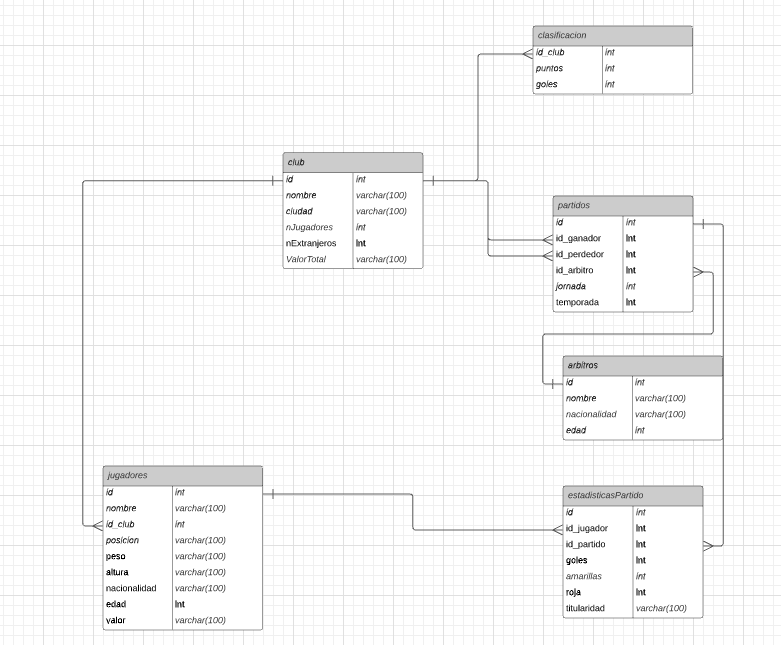 clasificacion
id_club int
puntos int
goles int
club
id int
nombre varchar(100)
ciudad varchar(100)
nJugadores int
nExtranjeros Int
ValorTotal varchar(100)
partidos
id int
id_ganador Int
id_perdedor Int
id_arbitro Int
jornada int
temporada Int
arbitros
id int
nombre varchar(100)
nacionalidad varchar(100)
edad int
jugadores
id int
nombre varchar(100)
id_club int
posicion varchar(100)
peso varchar(100)
altura varchar(100)
nacionalidad varchar(100)
edad Int
valor varchar(100)
estadisticasPartido
id int
id_jugador Int
id_partido Int
goles Int
amarillas int
roja Int
titularidad varchar(100)